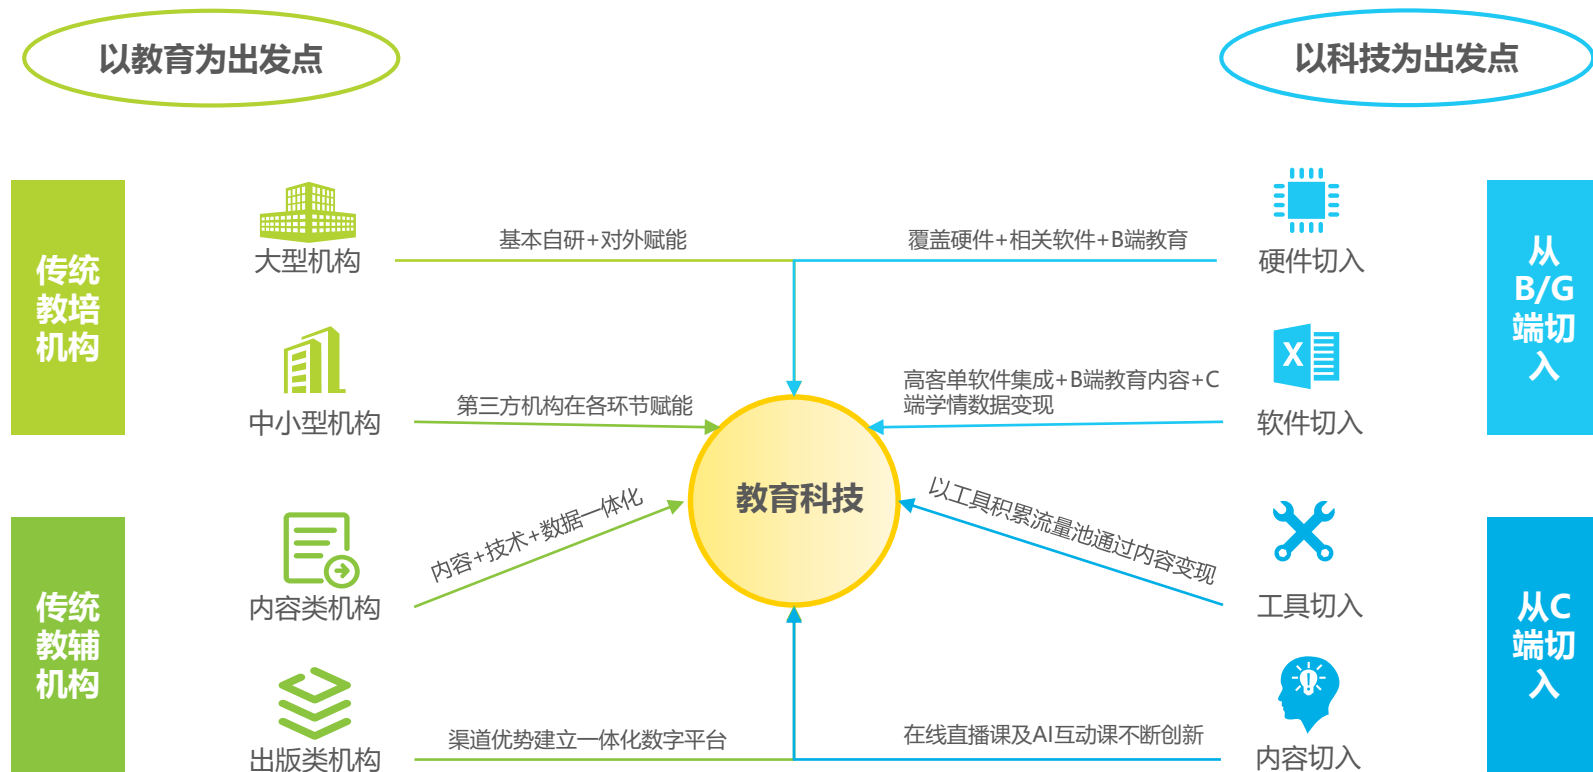 以教育为出发点
以科技为出发点
传统
教培
机构
大型机构
基本自研+对外赋能
中小型机构
第三方机构在各环节赋能
传统
教辅
机构
内容类机构
内容+技术+数据一体化
出版类机构
渠道优势建立一体化数字平台
教育科技
覆盖硬件+相关软件+B端教育
硬件切入
高客单软件集成+B端教育内容+C
端学情数据变现
X
软件切入
从
B/G
端切
入
以工具积累流量池通过内容变现
工具切入
在线直播课及AI互动课不断创新
内容切入
从C
端切
入